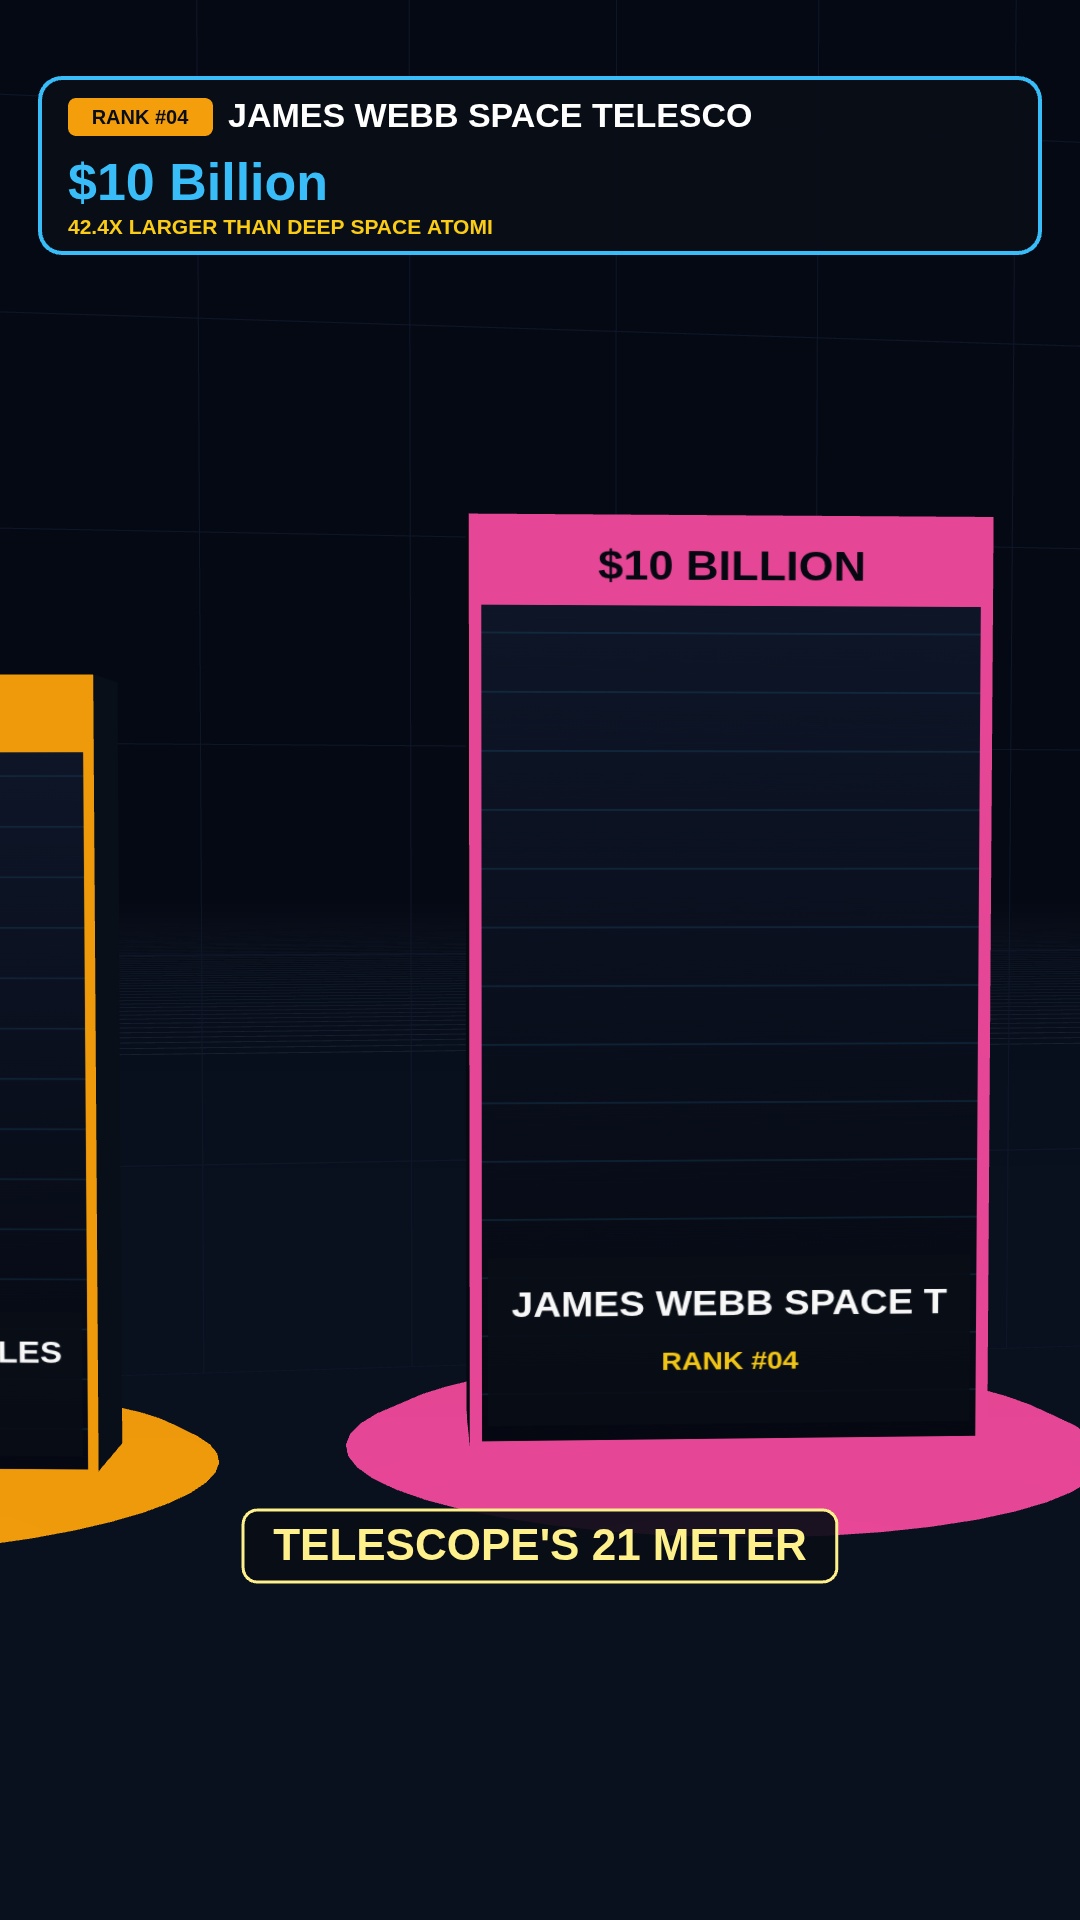 RANK #04
JAMES WEBB SPACE TELESCO
$10 Billion
42.4X LARGER THAN DEEP SPACE ATOMI
$10 BILLION
LES
JAMES WEBB SPACE T
RANK #04
TELESCOPE'S 21 METER